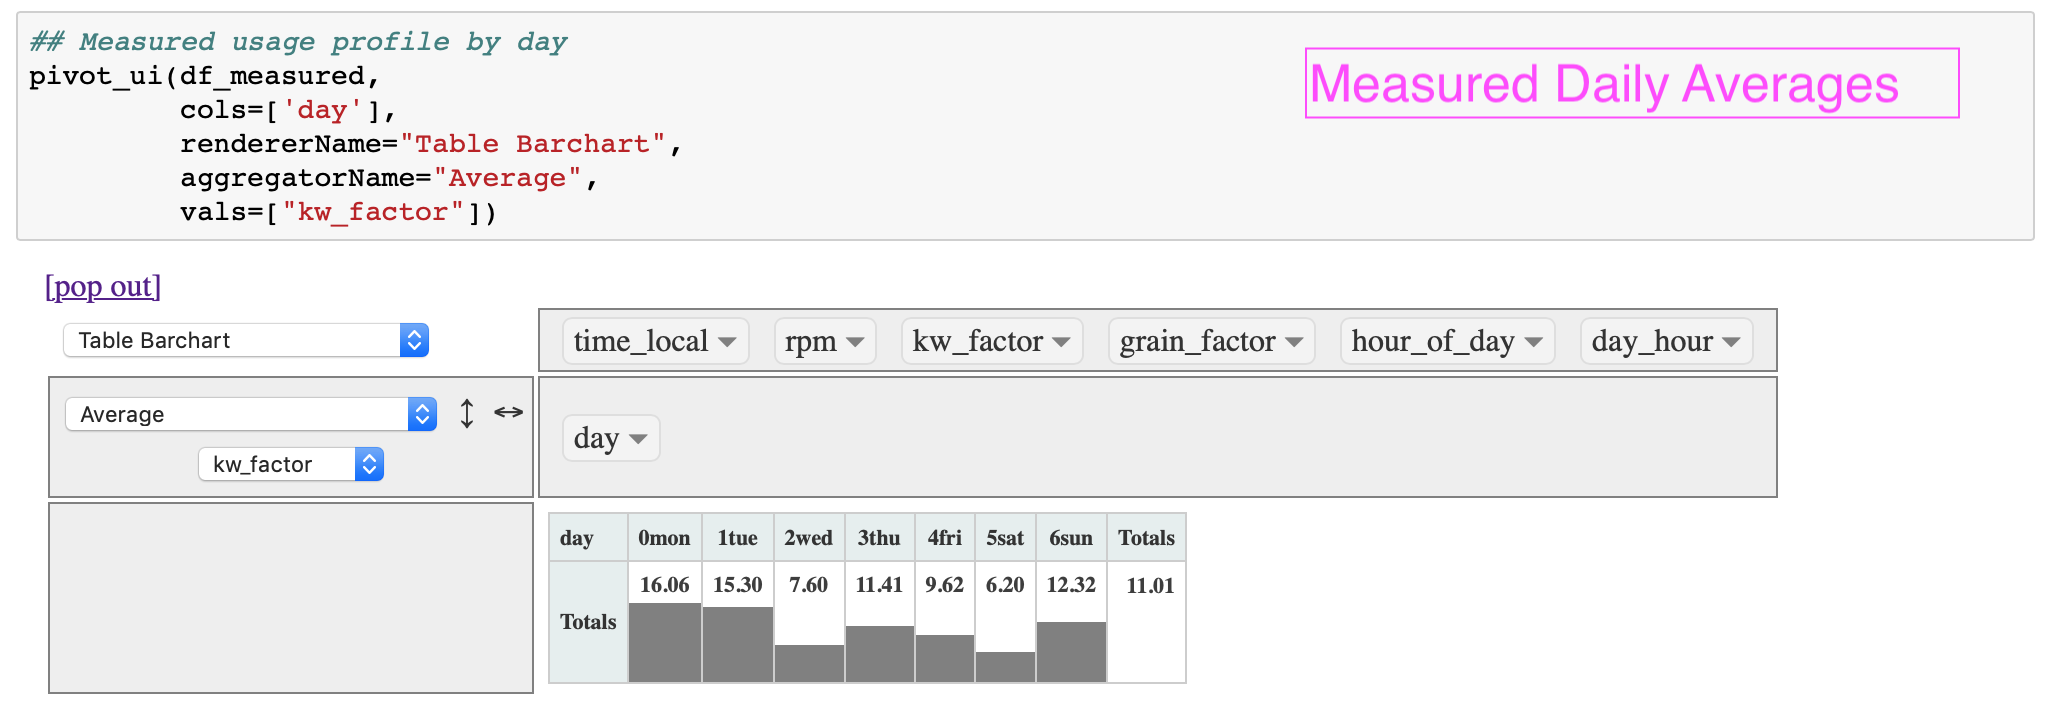 ## Measured usage profile by day
pivot_ui(df_measured,
cols=['day'],
rendererName="Table Barchart",
aggregatorName="Average",
vals=["kw_factor"])
Measured Daily Averages
[pop out]
Table Barchart
time_local rpm kw_factor grain_factor hour_of_day day_hour
Average
kw_factor
day
day 0mon 1tue 2wed 3thu 4fri 5sat 6sun Totals
Totals 16.06 15.30 7.60 11.41 9.62 6.20 12.32 11.01